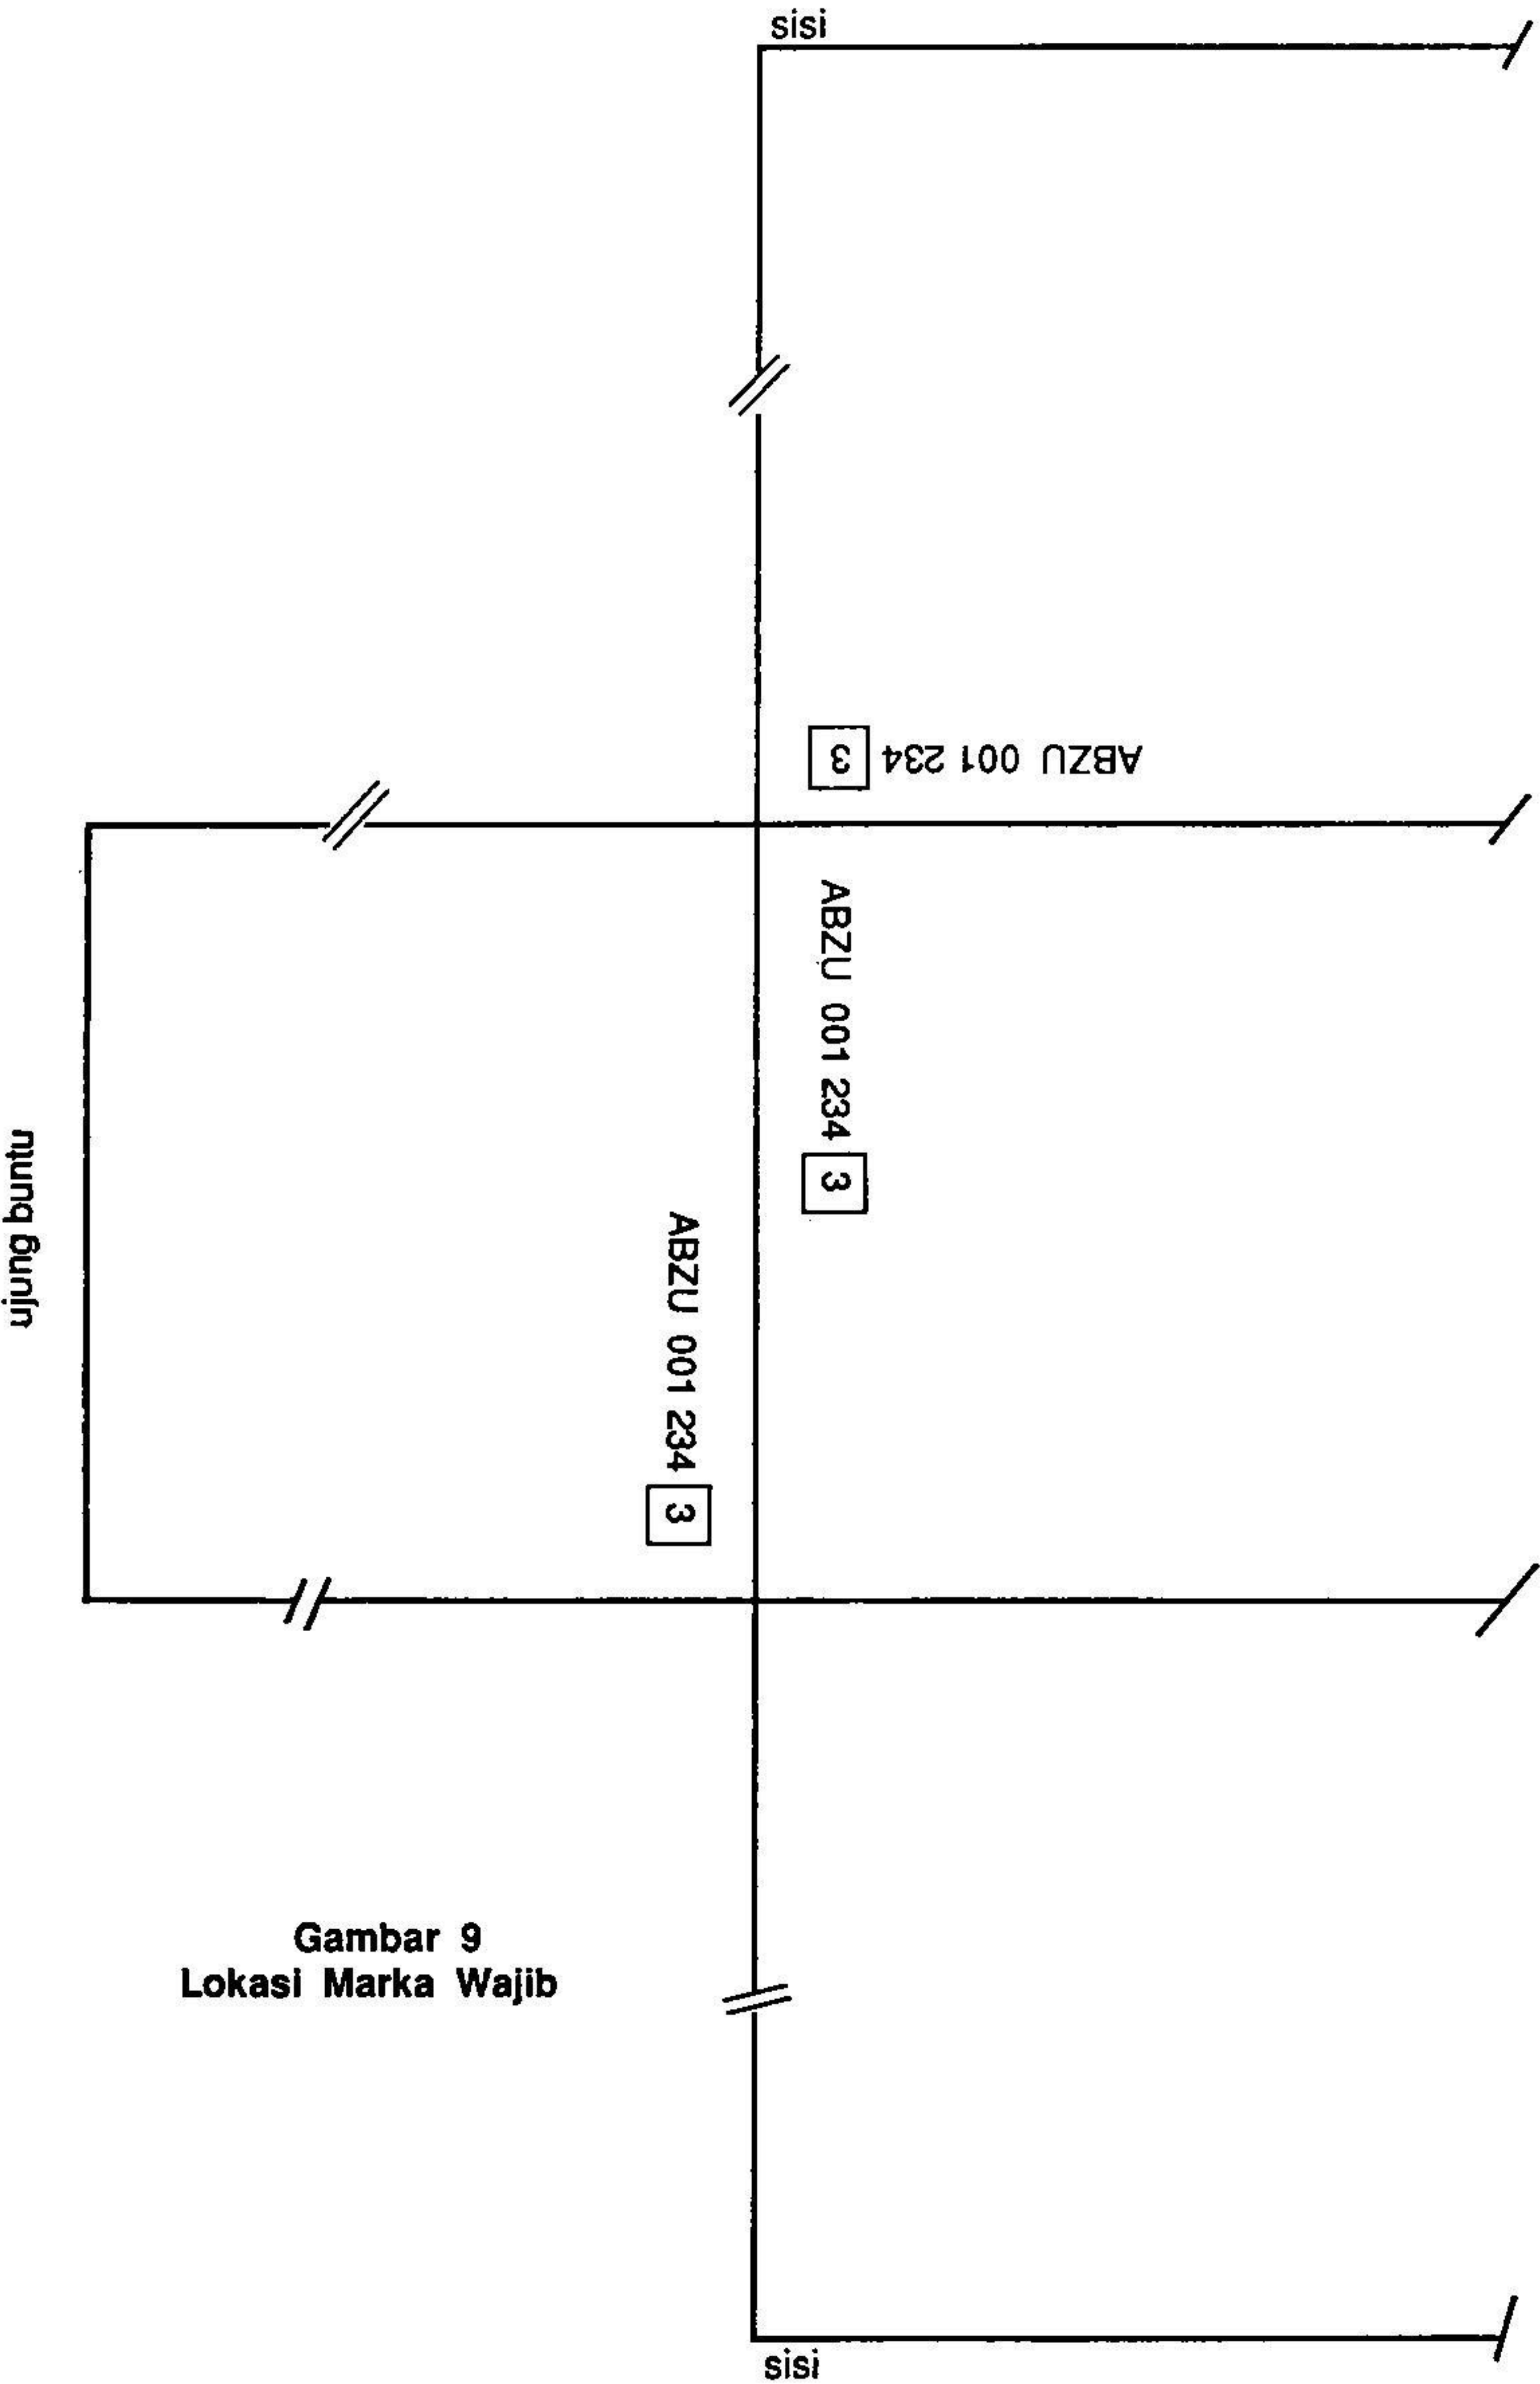 sisi
ABZU 001 234 3
ABZU 001 234 3
ABZU 001 234 3
ujung buntu
Gambar 9
Lokasi Marka Wajib
sisi